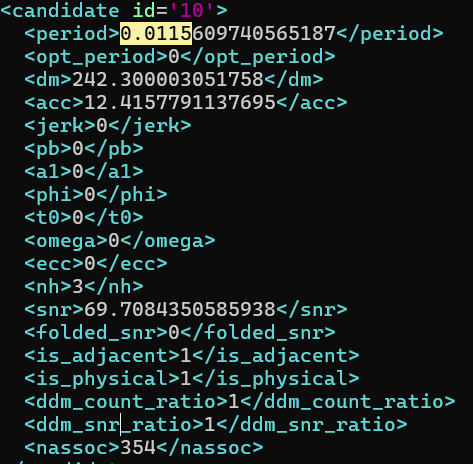 <candidate id='10'>
<period>0.0115609740565187</period>
<opt_period>0</opt_period>
<dm>242.300003051758</dm>
<acc>12.4157791137695</acc>
<jerk>0</jerk>
<pb>0</pb>
<a1>0</a1>
<phi>0</phi>
<t0>0</t0>
<omega>0</omega>
<ecc>0</ecc>
<nh>3</nh>
<snr>69.7084350585938</snr>
<folded_snr>0</folded_snr>
<is_adjacent>1</is_adjacent>
<is_physical>1</is_physical>
<ddm_count_ratio>1</ddm_count_ratio>
<ddm_snr_ratio>1</ddm_snr_ratio>
<nassoc>354</nassoc>